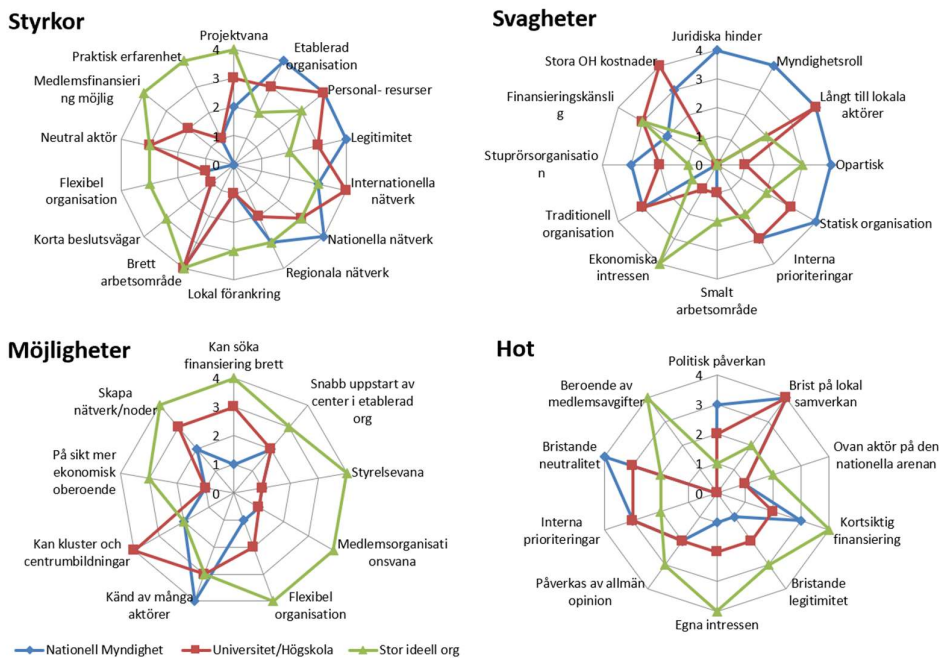 Styrkor
Projektvana
Etablerad
organisation
Personal- resurser
Legitimitet
Internationella
nätverk
Nationella nätverk
Regionala nätverk
Lokal förankring
Brett
arbetsområde
Korta beslutsvägar
Flexibel
organisation
Neutral aktör
Medlemsfinansieri
ng möjlig
Praktisk erfarenhet
4
3
2
1
0
Svagheter
Juridiska hinder
Myndighetsroll
Långt till lokala
aktörer
Opartisk
Statisk organisation
Interna
prioriteringar
Smalt
arbetsområde
Ekonomiska
intressen
Traditionell
organisation
Stuprörsorganisatio
n
Finansieringskänsli
g
Stora OH kostnader
4
3
2
1
0
Möjligheter
Kan söka
finansiering brett
Snabb uppstart av
center i etablerad
org
Styrelsevana
Medlemsorganisati
onsvana
Flexibel
organisation
Känd av många
aktörer
Kan kluster och
centrumbildningar
På sikt mer
ekonomisk
oberoende
Skapa
nätverk/noder
4
3
2
1
0
Hot
Politisk påverkan
Brist på lokal
samverkan
Ovan aktör på den
nationella arenan
Kortsiktig
finansiering
Bristande
legitimitet
Egna intressen
Påverkas av allmän
opinion
Interna
prioriteringar
Bristande
neutralitet
Beroende av
medlemsavgifter
4
3
2
1
0
Nationell Myndighet
Universitet/Högskola
Stor ideell org